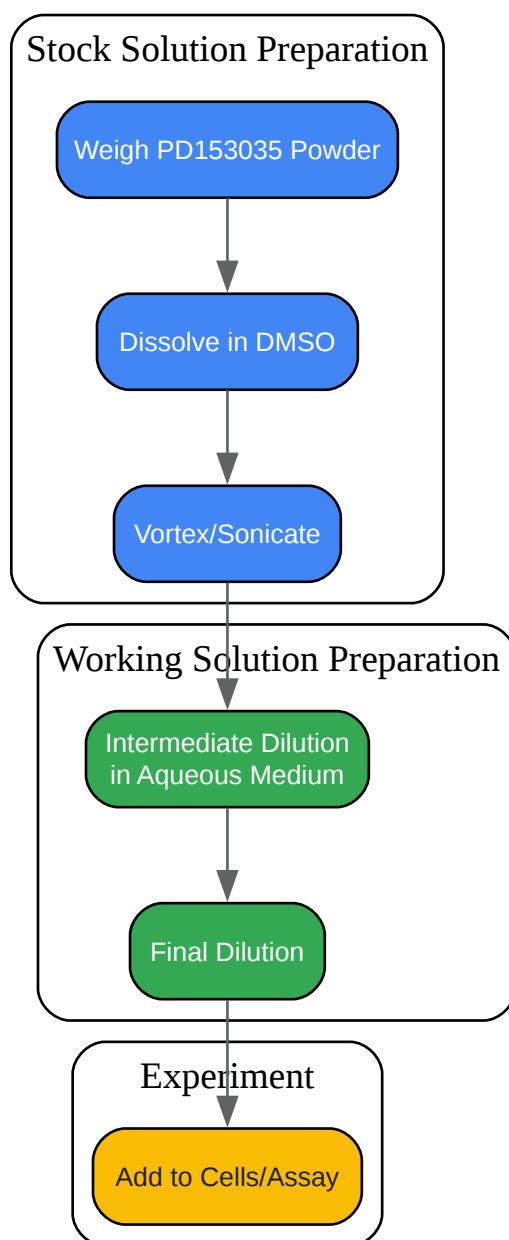 Stock Solution Preparation
Weigh PD153035 Powder
Dissolve in DMSO
Vortex/Sonicate
Working Solution Preparation
Intermediate Dilution
in Aqueous Medium
Final Dilution
Experiment
Add to Cells/Assay